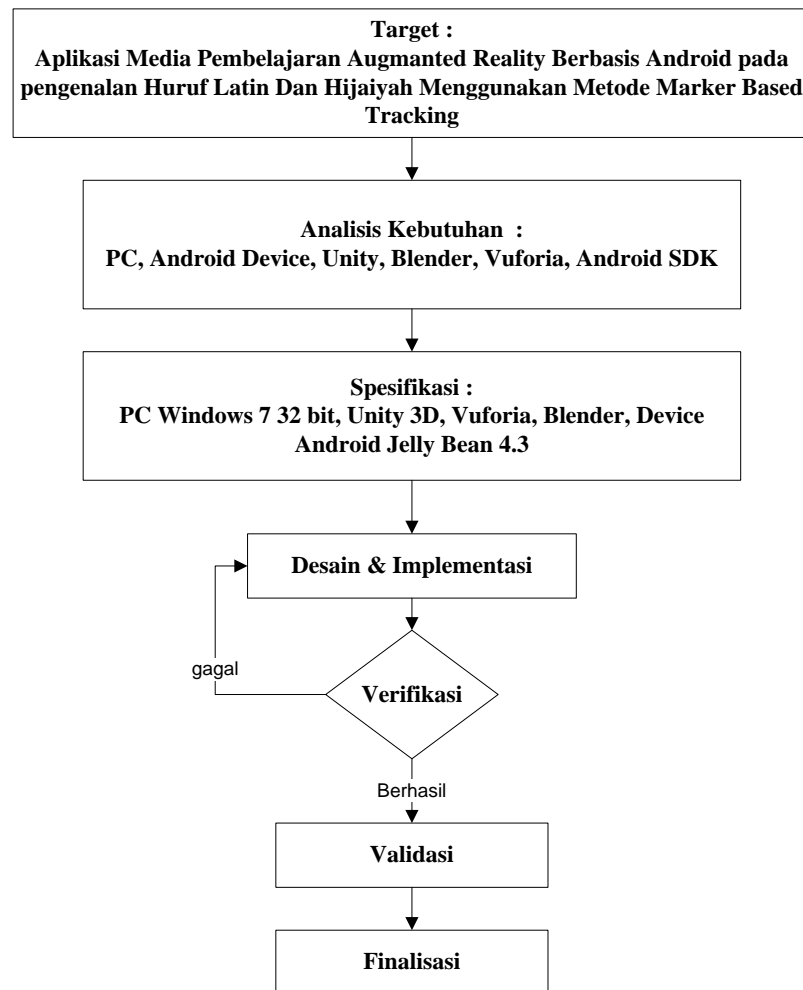 Target :
Aplikasi Media Pembelajaran Augmanted Reality Berbasis Android pada
pengenalan Huruf Latin Dan Hijaiyah Menggunakan Metode Marker Based
Tracking
Analisis Kebutuhan :
PC, Android Device, Unity, Blender, Vuforia, Android SDK
Spesifikasi :
PC Windows 7 32 bit, Unity 3D, Vuforia, Blender, Device
Android Jelly Bean 4.3
Desain & Implementasi
gagal
Verifikasi
Berhasil
Validasi
Finalisasi